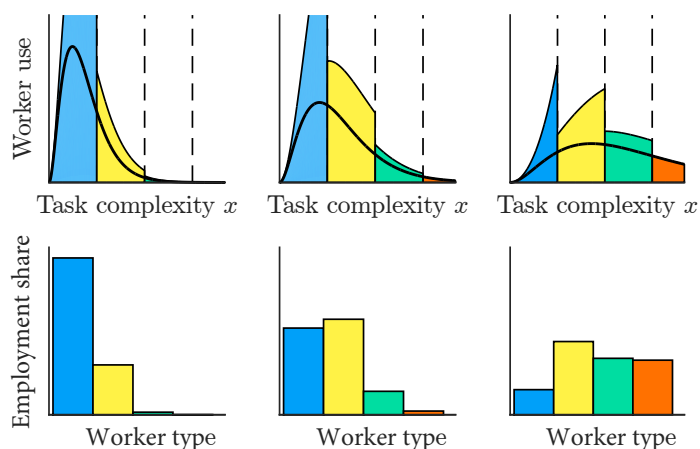 Worker use
Task complexity x
Task complexity x
Task complexity x
Employment share
Worker type
Worker type
Worker type